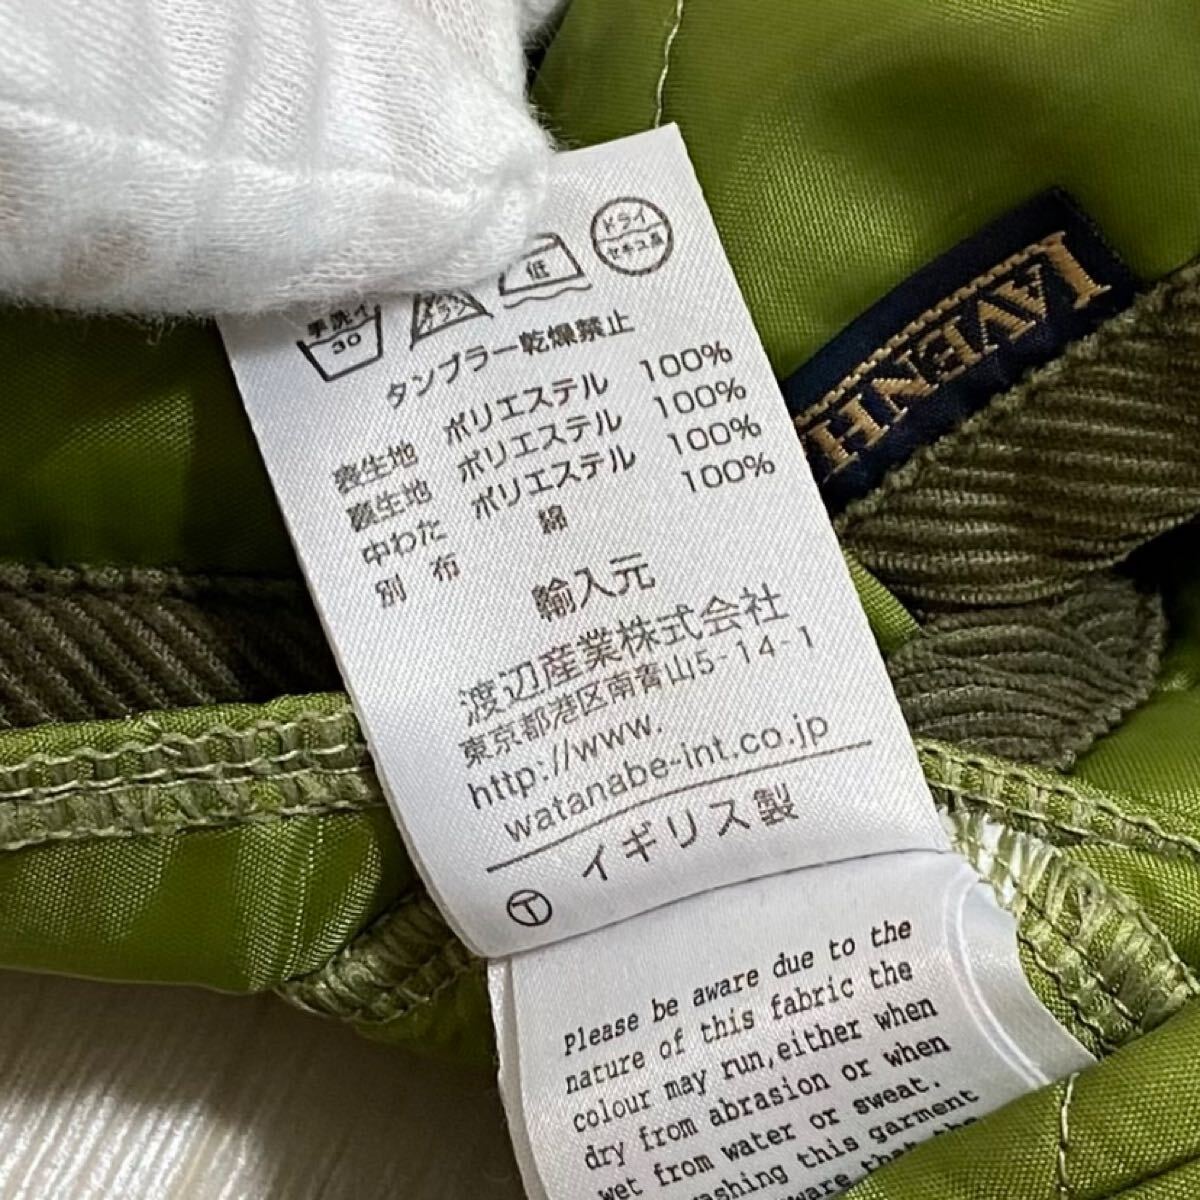 手洗イ
30
低
ドライ
セキユ系
タンブラー乾燥禁止
表生地 ポリエステル 100%
裏生地 ポリエステル 100%
中わた ポリエステル 100%
別 布 綿 100%
輸入元
渡辺産業株式会社
東京都港区南青山5-14-1
http://www.
watanabe-int.co.jp
イギリス製
T
LAVENH
Please be aware due to the
nature of this fabric the
colour may run,either when
dry from abrasion or when
wet from water or sweat.
washing this garment